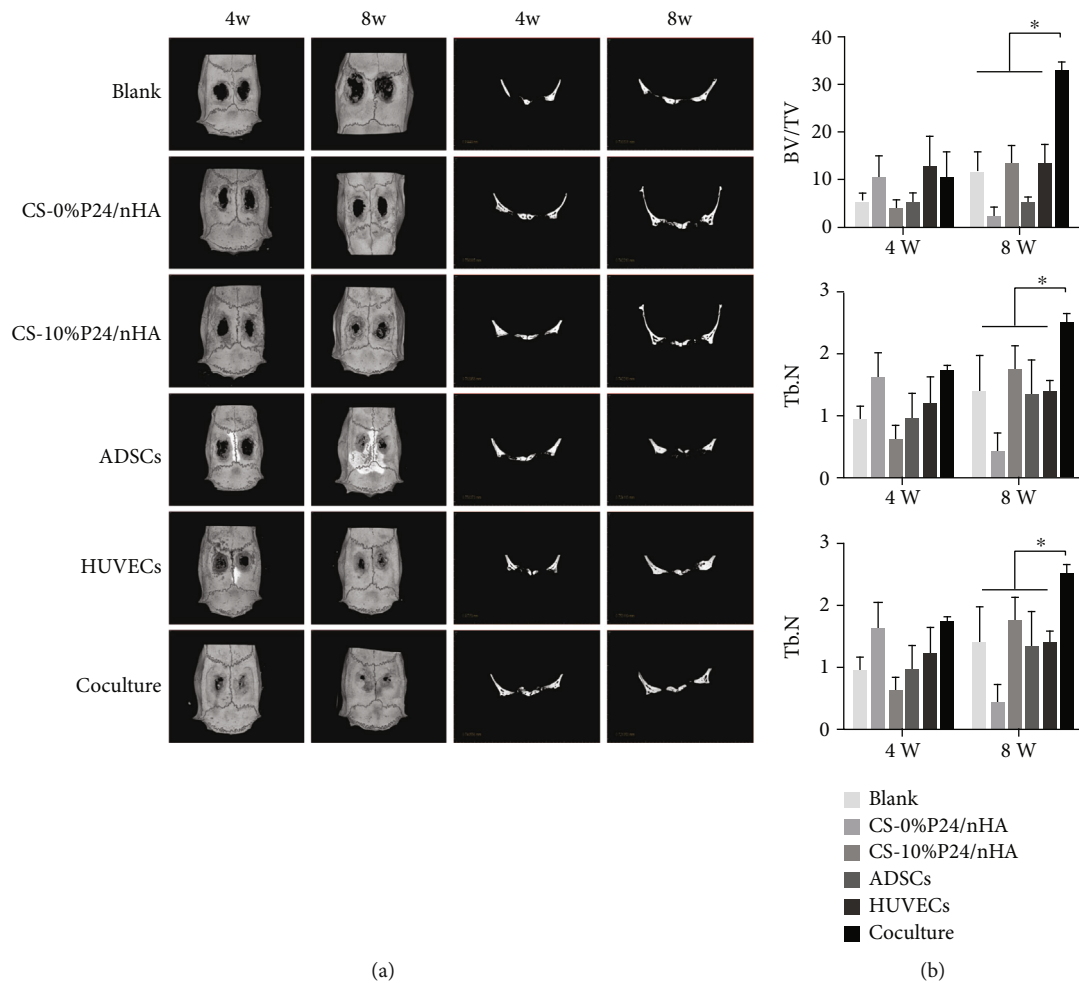 4w 8w 4w 8w
Blank
CS-0%P24/nHA
CS-10%P24/nHA
ADSCs
HUVECs
Coculture
(a)
40
30
20
10
0
BV/TV
*
4 W 8 W
3
2
1
0
Tb.N
*
4 W 8 W
3
2
1
0
Tb.N
*
4 W 8 W
Blank
CS-0%P24/nHA
CS-10%P24/nHA
ADSCs
HUVECs
Coculture
(b)